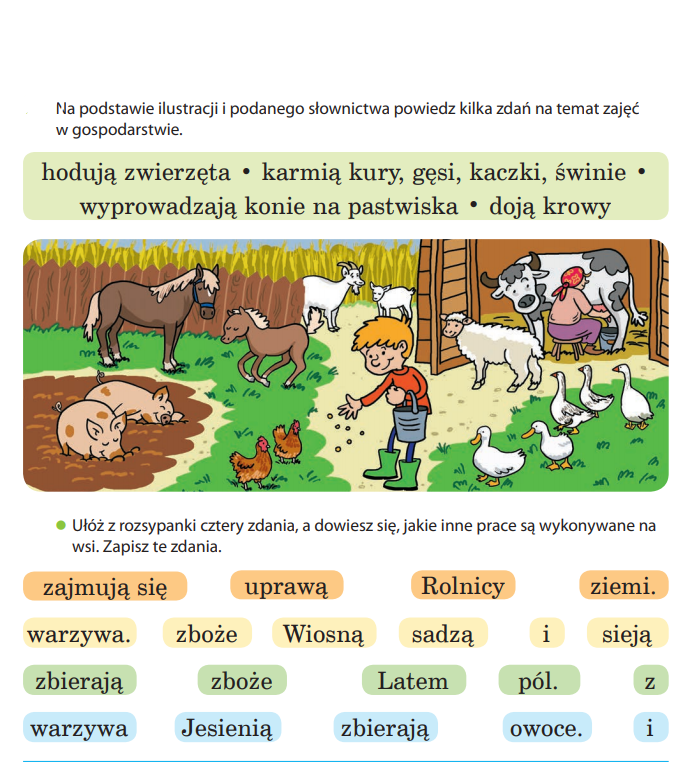 Na podstawie ilustracji i podanego słownictwa powiedz kilka zdań na temat zajęć
w gospodarstwie.
hodują zwierzęta • karmią kury, gęsi, kaczki, świnie •
wyprowadzają konie na pastwiska • doją krowy
• Ułóż z rozsypanki cztery zdania, a dowiesz się, jakie inne prace są wykonywane na
wsi. Zapisz te zdania.
zajmują się uprawą Rolnicy ziemi.
warzywa. zboże Wiosną sadzą i sieją
zbierają zboże Latem pól. z
warzywa Jesienią zbierają owoce. i